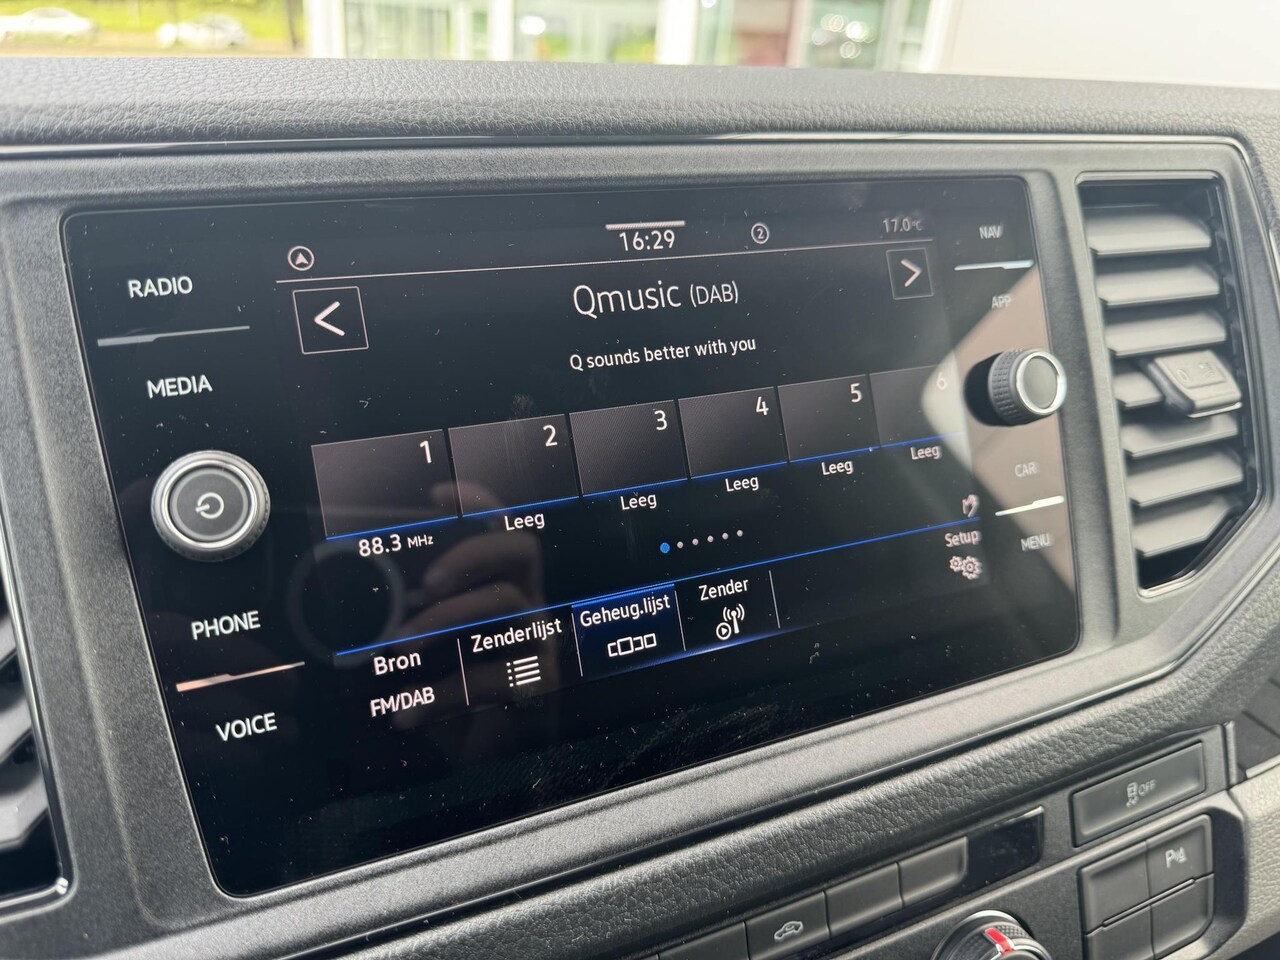 RADIO
MEDIA
PHONE
VOICE
16:29
2
17.0°C
Qmusic (DAB)
Q sounds better with you
1
2
3
4
5
6
88.3 MHz
Leeg
Leeg
Leeg
Leeg
Leeg
Bron
FM/DAB
Zenderlijst
Geheug.lijst
Zender
Setup
NAV
APP
CAR
MENU
OFF
P